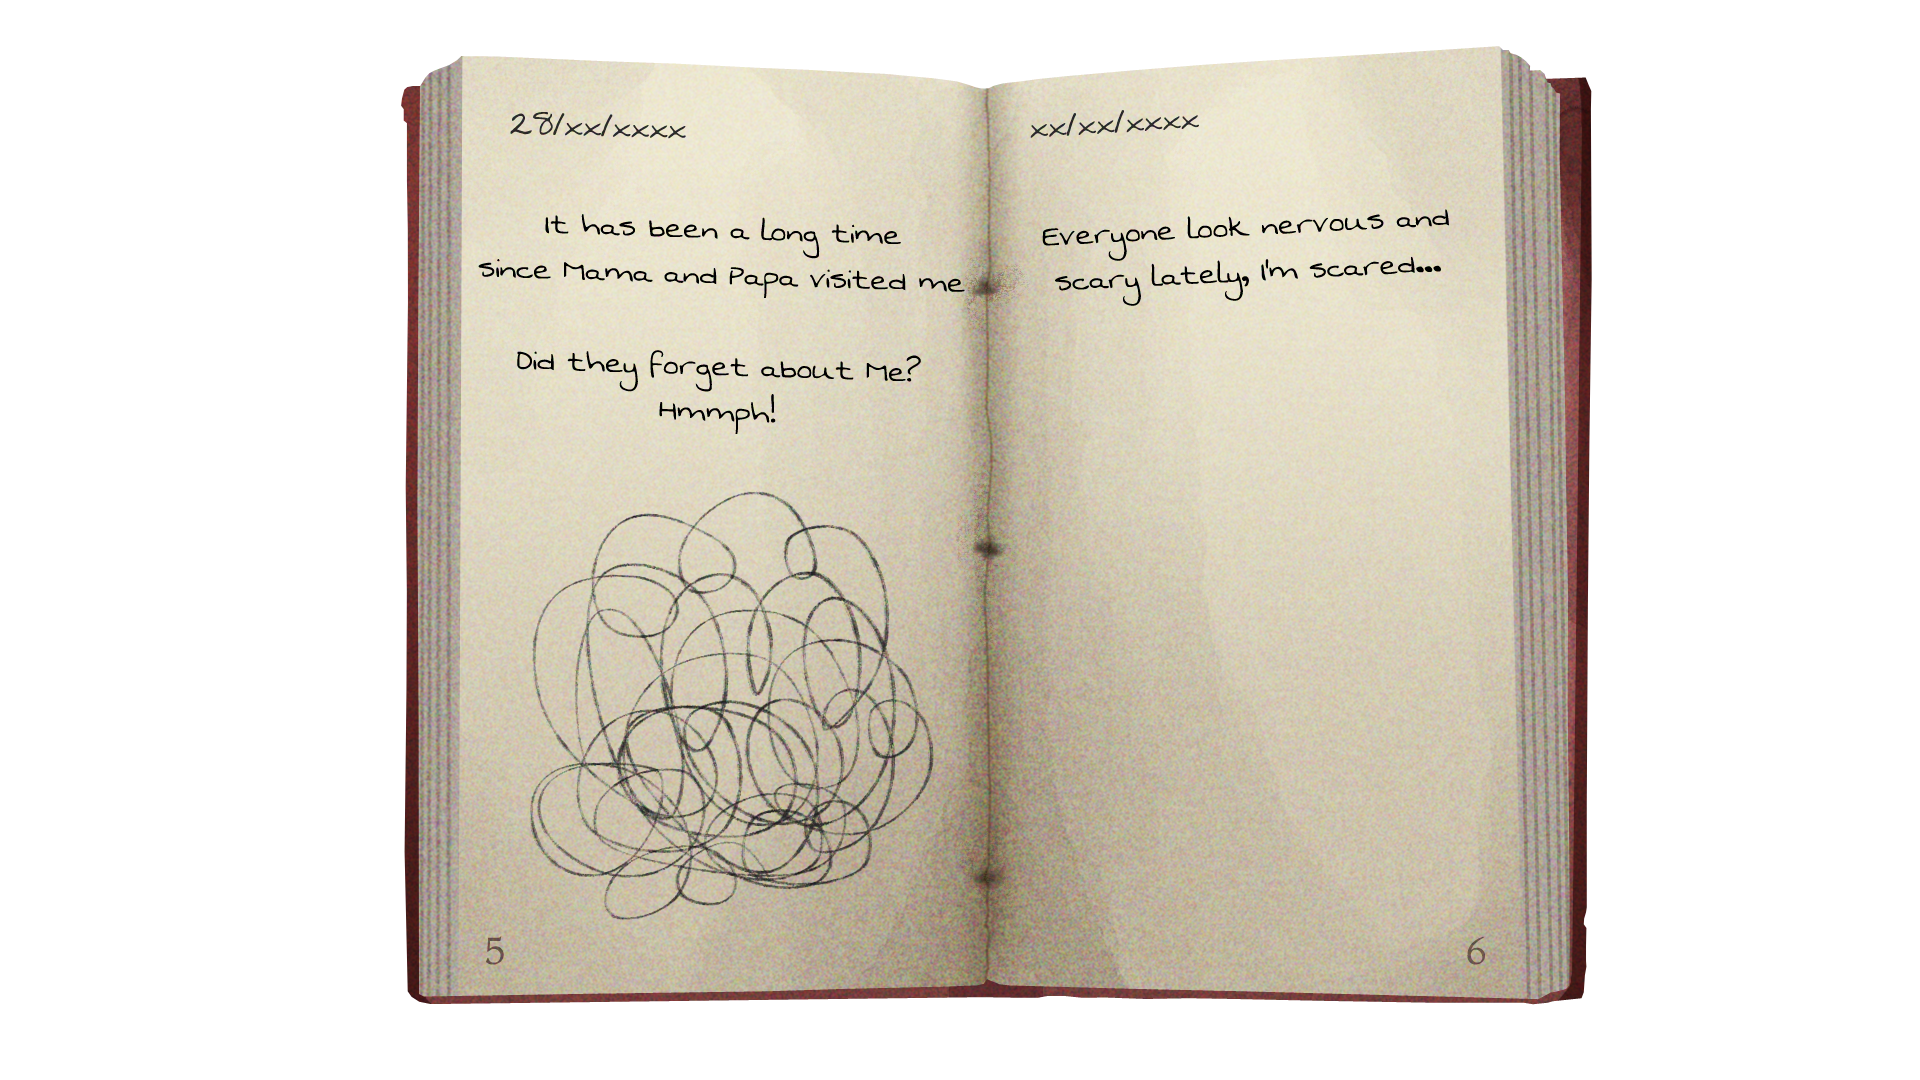 28/xx/xxxx
It has been a long time
since Mama and Papa visited me
Did they forget about Me?
Hmmph!
5
xx/xx/xxxx
Everyone look nervous and
scary lately, I'm scared...
6